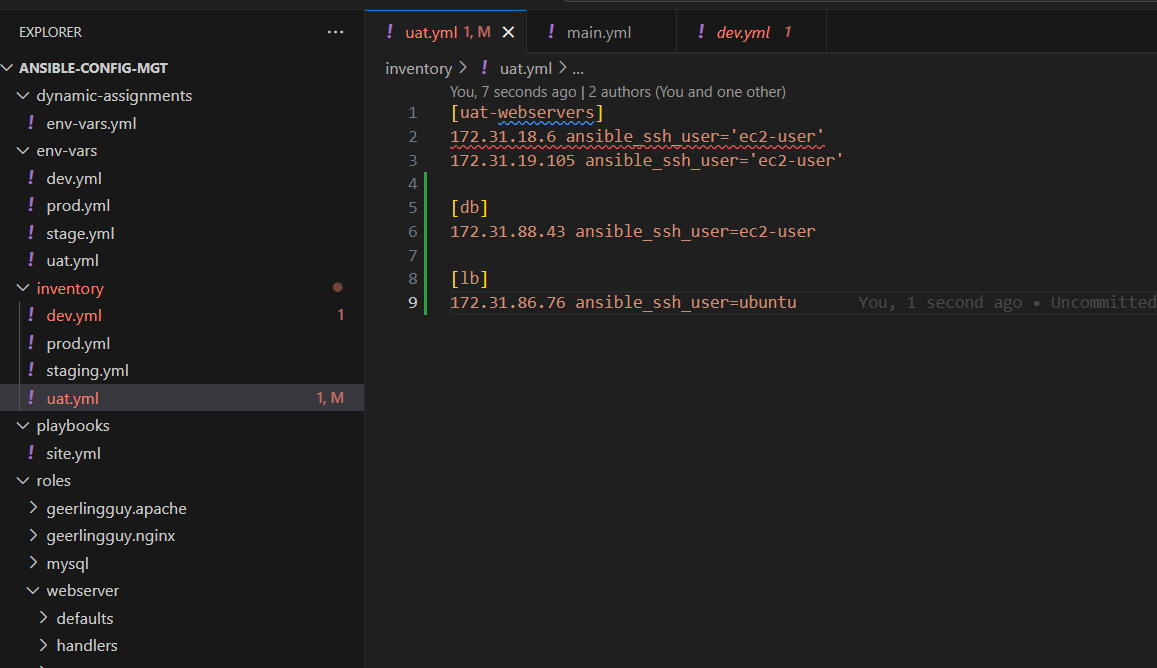 EXPLORER
ANSIBLE-CONFIG-MGT
dynamic-assignments
! env-vars.yml
env-vars
! dev.yml
! prod.yml
! stage.yml
! uat.yml
inventory
! dev.yml 1
! prod.yml
! staging.yml
! uat.yml 1, M
playbooks
! site.yml
roles
geerlingguy.apache
geerlingguy.nginx
mysql
webserver
defaults
handlers
! uat.yml 1, M ! main.yml ! dev.yml 1
inventory > ! uat.yml > ...
You, 7 seconds ago | 2 authors (You and one other)
1 [uat-webservers]
2 172.31.18.6 ansible_ssh_user='ec2-user'
3 172.31.19.105 ansible_ssh_user='ec2-user'
4
5 [db]
6 172.31.88.43 ansible_ssh_user=ec2-user
7
8 [lb]
9 172.31.86.76 ansible_ssh_user=ubuntu You, 1 second ago • Uncommitted